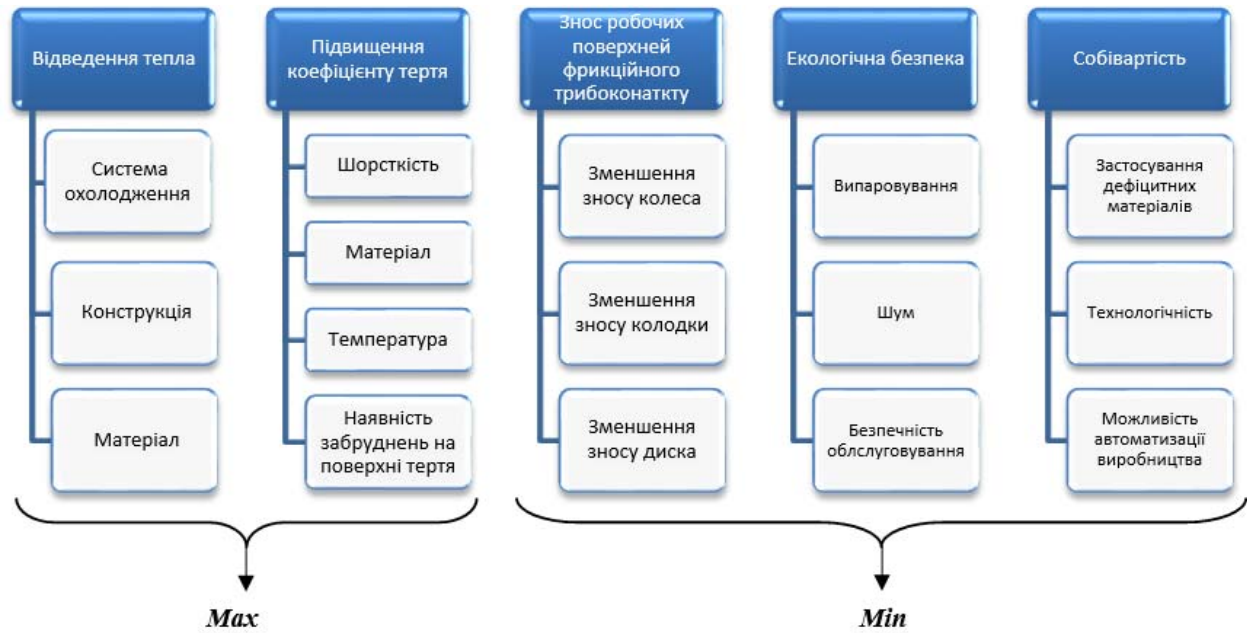 Відведення тепла
Система
охолодження
Конструкція
Матеріал
Підвищення
коефіцієнту тертя
Шорсткість
Матеріал
Температура
Наявність
забруднень на
поверхні тертя
Знос робочих
поверхней
фрикційного
трибоконаткту
Зменшення
зносу колеса
Зменшення
зносу колодки
Зменшення
зносу диска
Екологічна безпека
Випаровування
Шум
Безпечність
облслуговування
Собівартість
Застосування
дефіцитних
матеріалів
Технологічність
Можливість
автоматизації
виробництва
Max
Min